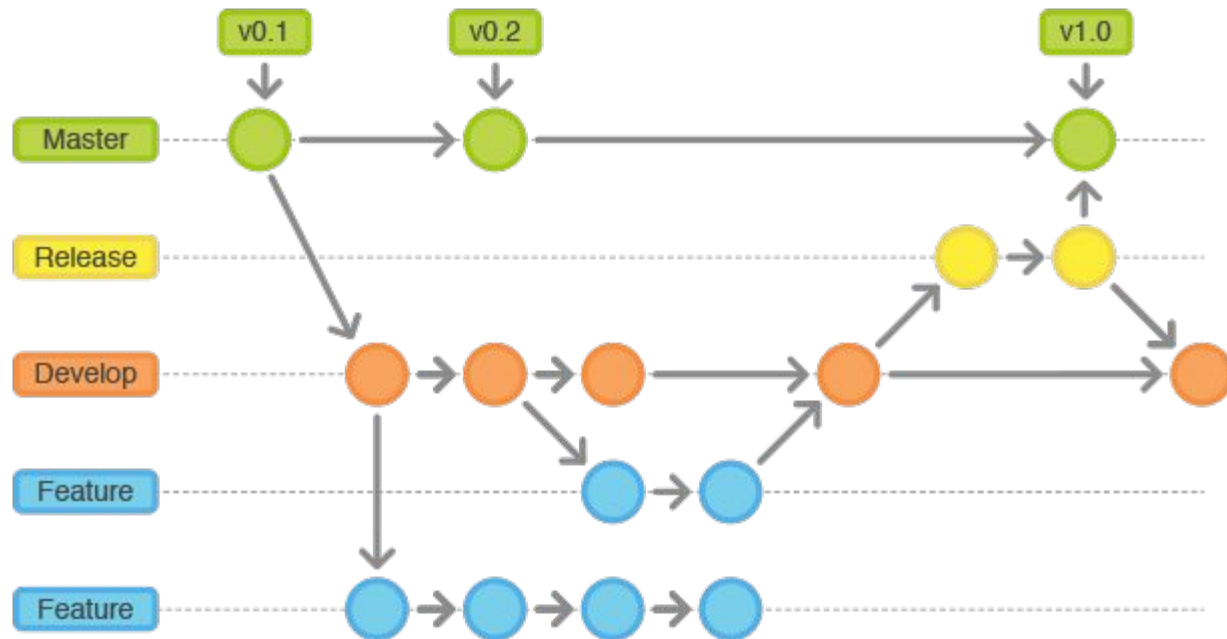 v0.1
v0.2
v1.0
Master
Release
Develop
Feature
Feature